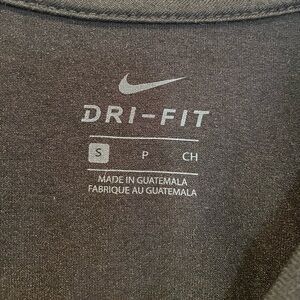 DRI-FIT
S P CH
MADE IN GUATEMALA
FABRIQUE AU GUATEMALA